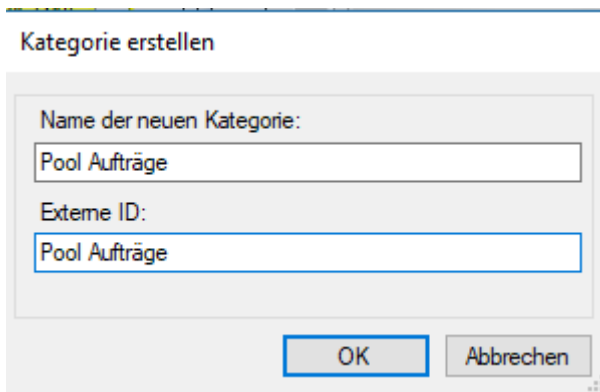 Kategorie erstellen
Name der neuen Kategorie:
Pool Aufträge
Externe ID:
Pool Aufträge
OK Abbrechen